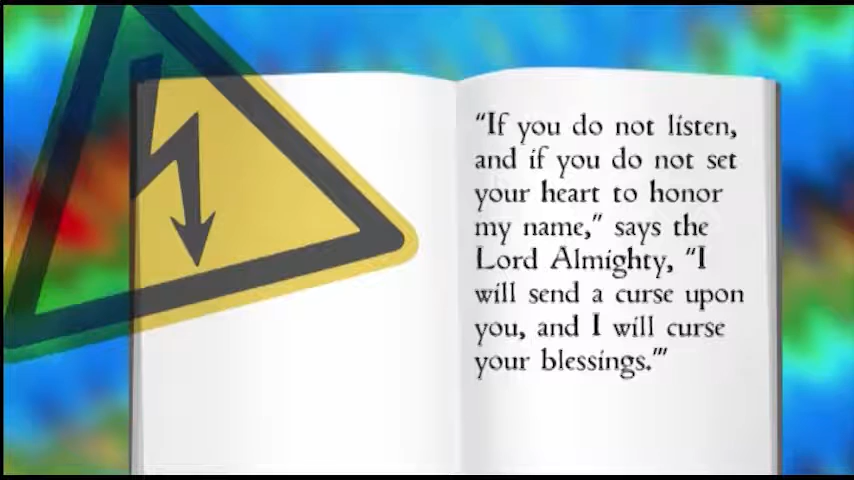 “If you do not listen,
and if you do not set
your heart to honor
my name,” says the
Lord Almighty, “I
will send a curse upon
you, and I will curse
your blessings.’”